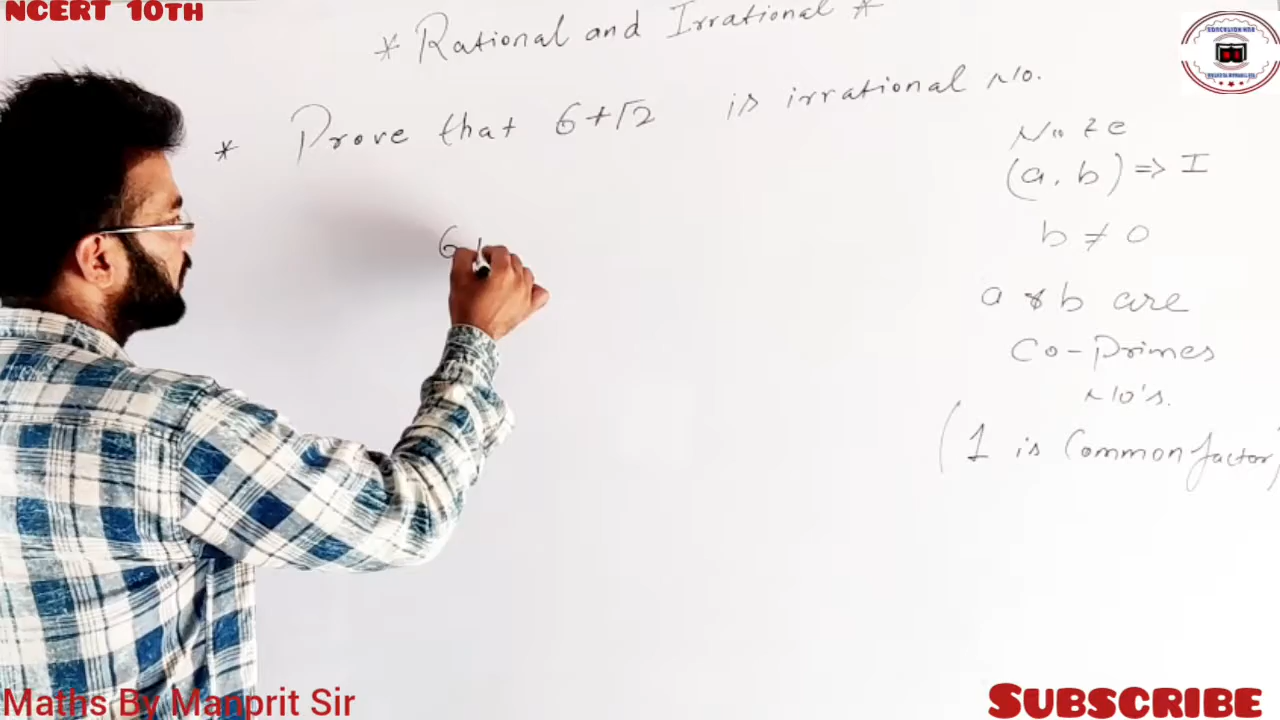 NCERT 10TH
* Rational and Irrational *
* Prove that 6+√2 is irrational No.
6
Note
(a, b) => I
b ≠ 0
a & b are
Co-Primes
No's.
(1 is Common factor)
Maths By Manprit Sir
SUBSCRIBE